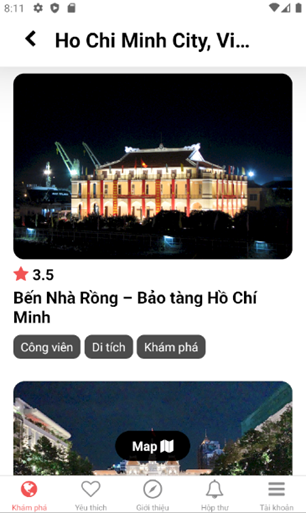 8:11
Ho Chi Minh City, Vi...
3.5
Bến Nhà Rồng – Bảo tàng Hồ Chí
Minh
Công viên
Di tích
Khám phá
Map
Khám phá
Yêu thích
Giới thiệu
Hộp thư
Tài khoản